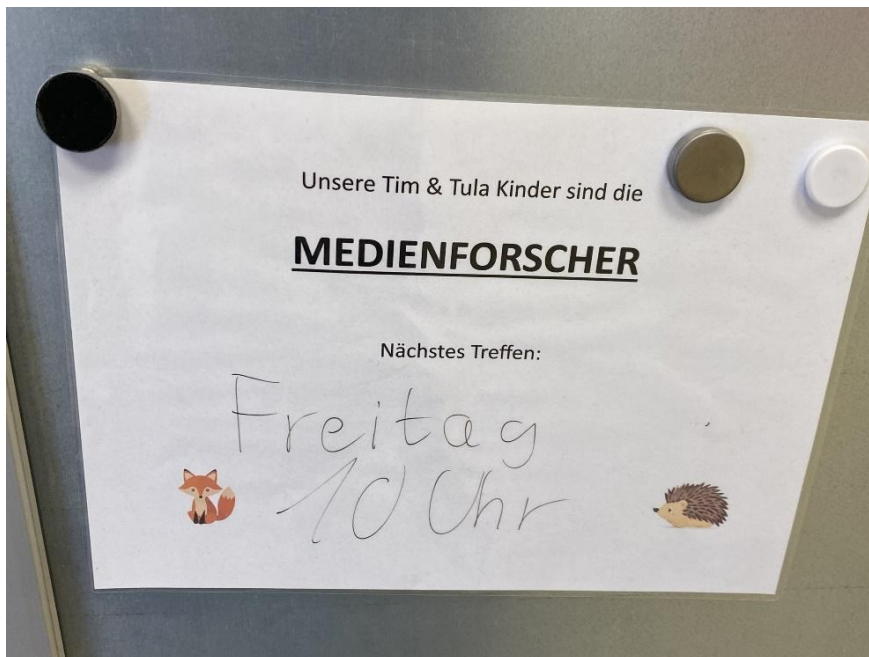 Unsere Tim & Tula Kinder sind die
MEDIENFORSCHER
Nächstes Treffen:
Freitag
10 Uhr